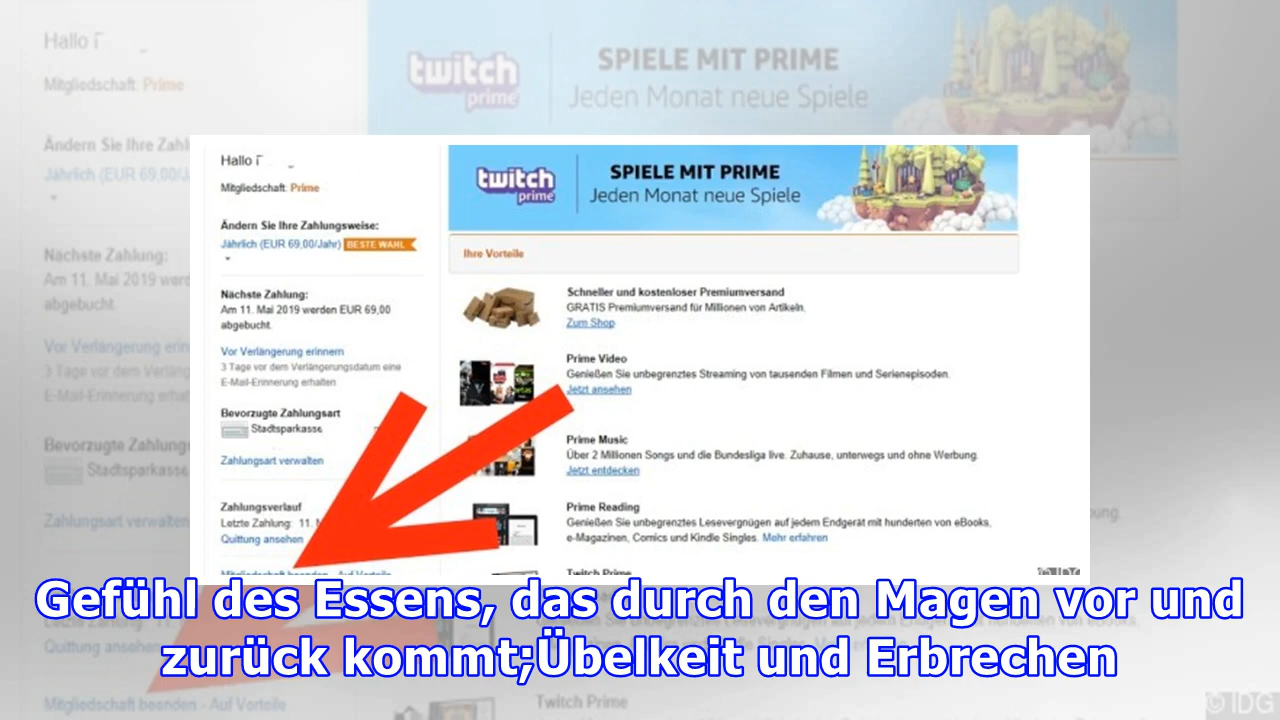 Hallo
Mitgliedschaft: Prime
Ändern Sie Ihre Zahlungsweise:
Jährlich (EUR 69,00/Jahr) BESTE WAHL
Nächste Zahlung:
Am 11. Mai 2019 werden EUR 69,00
abgebucht.
Vor Verlängerung erinnern
3 Tage vor dem Verlängerungsdatum eine
E-Mail-Erinnerung erhalten
Bevorzugte Zahlungsart
Stadtsparkasse
Zahlungsart verwalten
Zahlungsverlauf
Letzte Zahlung: 11.
Quittung ansehen
Mitgliedschaft beenden - Auf Vorteile
twitch
prime
SPIELE MIT PRIME
Jeden Monat neue Spiele
Ihre Vorteile
Schneller und kostenloser Premiumversand
GRATIS Premiumversand für Millionen von Artikeln.
Zum Shop
Prime Video
Genießen Sie unbegrenztes Streaming von tausenden Filmen und Serienepisoden.
Jetzt ansehen
Prime Music
Über 2 Millionen Songs und die Bundesliga live. Zuhause, unterwegs und ohne Werbung.
Jetzt entdecken
Prime Reading
Genießen Sie unbegrenztes Lesevergnügen auf jedem Endgerät mit hunderten von eBooks,
e-Magazinen, Comics und Kindle Singles. Mehr erfahren
Twitch Prime
© IDG
Gefühl des Essens, das durch den Magen vor und
zurück kommt;Übelkeit und Erbrechen